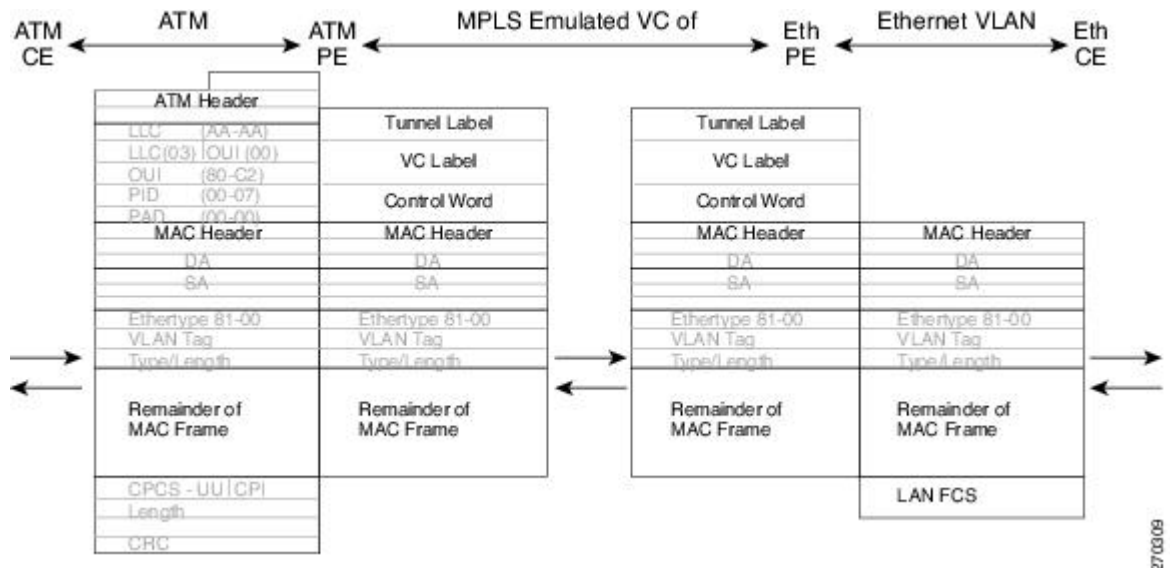 ATM CE
ATM
ATM PE
MPLS Emulated VC of
Eth PE
Ethernet VLAN
Eth CE
ATM Header
LLC (AA-AA)
LLC(03) OUI (00)
OUI (80-C2)
PID (00-07)
PAD (00-00)
MAC Header
DA
SA
Ethertype 81-00
VLAN Tag
Type/Length
Remainder of
MAC Frame
CPCS - UU CPI
Length
CRC
Tunnel Label
VC Label
Control Word
MAC Header
DA
SA
Ethertype 81-00
VLAN Tag
Type/Length
Remainder of
MAC Frame
Tunnel Label
VC Label
Control Word
MAC Header
DA
SA
Ethertype 81-00
VLAN Tag
Type/Length
Remainder of
MAC Frame
MAC Header
DA
SA
Ethertype 81-00
VLAN Tag
Type/Length
Remainder of
MAC Frame
LAN FCS
270309